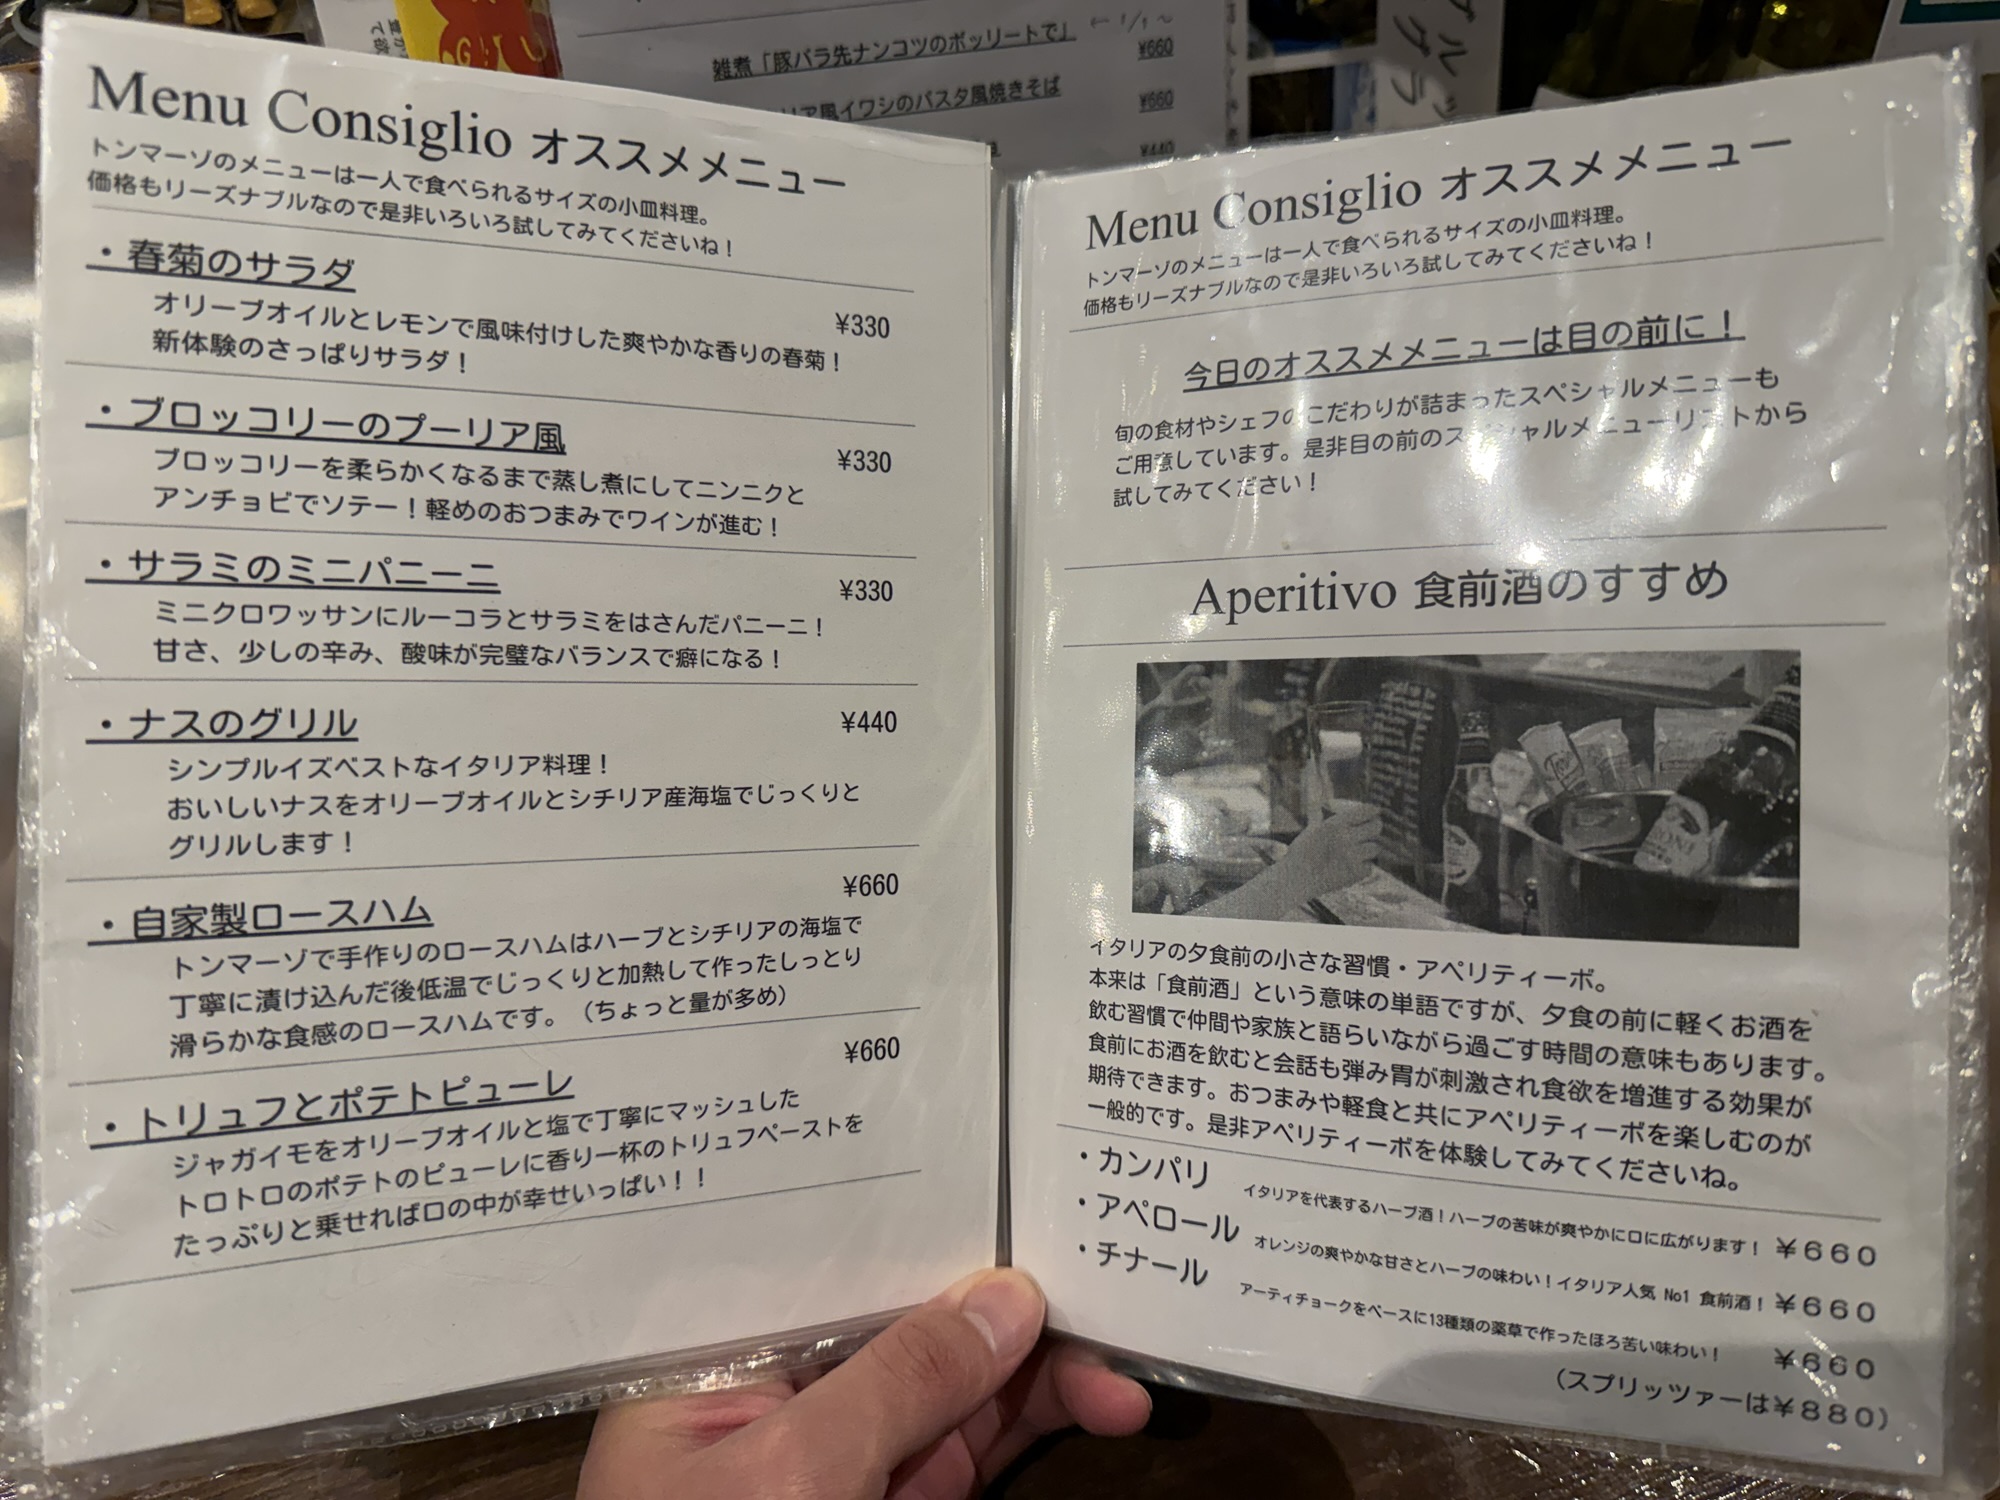 雑煮「豚バラ先ナンコツのボッリートで」 ←1/1〜
¥660
リア風イワシのパスタ風焼きそば
¥660
¥440
Menu Consiglio オススメメニュー
トンマーゾのメニューは一人で食べられるサイズの小皿料理。
価格もリーズナブルなので是非いろいろ試してみてくださいね！
・春菊のサラダ
¥330
オリーブオイルとレモンで風味付けした爽やかな香りの春菊！
新体験のさっぱりサラダ！
・ブロッコリーのプーリア風
¥330
ブロッコリーを柔らかくなるまで蒸し煮にしてニンニクと
アンチョビでソテー！軽めのおつまみでワインが進む！
・サラミのミニパニーニ
¥330
ミニクロワッサンにルーコラとサラミをはさんだパニーニ！
甘さ、少しの辛み、酸味が完璧なバランスで癖になる！
・ナスのグリル
¥440
シンプルイズベストなイタリア料理！
おいしいナスをオリーブオイルとシチリア産海塩でじっくりと
グリルします！
・自家製ロースハム
¥660
トンマーゾで手作りのロースハムはハーブとシチリアの海塩で
丁寧に漬け込んだ後低温でじっくりと加熱して作ったしっとり
滑らかな食感のロースハムです。（ちょっと量が多め）
・トリュフとポテトピューレ
¥660
ジャガイモをオリーブオイルと塩で丁寧にマッシュした
トロトロのポテトのピューレに香り一杯のトリュフペーストを
たっぷりと乗せれば口の中が幸せいっぱい！！
Menu Consiglio オススメメニュー
トンマーゾのメニューは一人で食べられるサイズの小皿料理。
価格もリーズナブルなので是非いろいろ試してみてくださいね！
今日のオススメメニューは目の前に！
旬の食材やシェフのこだわりが詰まったスペシャルメニューも
ご用意しています。是非目の前のスペシャルメニューリストから
試してみてください！
Aperitivo 食前酒のすすめ
イタリアの夕食前の小さな習慣・アペリティーボ。
本来は「食前酒」という意味の単語ですが、夕食の前に軽くお酒を
飲む習慣で仲間や家族と語らいながら過ごす時間の意味もあります。
食前にお酒を飲むと会話も弾み胃が刺激され食欲を増進する効果が
期待できます。おつまみや軽食と共にアペリティーボを楽しむのが
一般的です。是非アペリティーボを体験してみてくださいね。
・カンパリ イタリアを代表するハーブ酒！ハーブの苦味が爽やかに口に広がります！ ￥６６０
・アペロール オレンジの爽やかな甘さとハーブの味わい！イタリア人気 No1 食前酒！ ￥６６０
・チナール アーティチョークをベースに13種類の薬草で作ったほろ苦い味わい！ ￥６６０
（スプリッツァーは￥８８０）